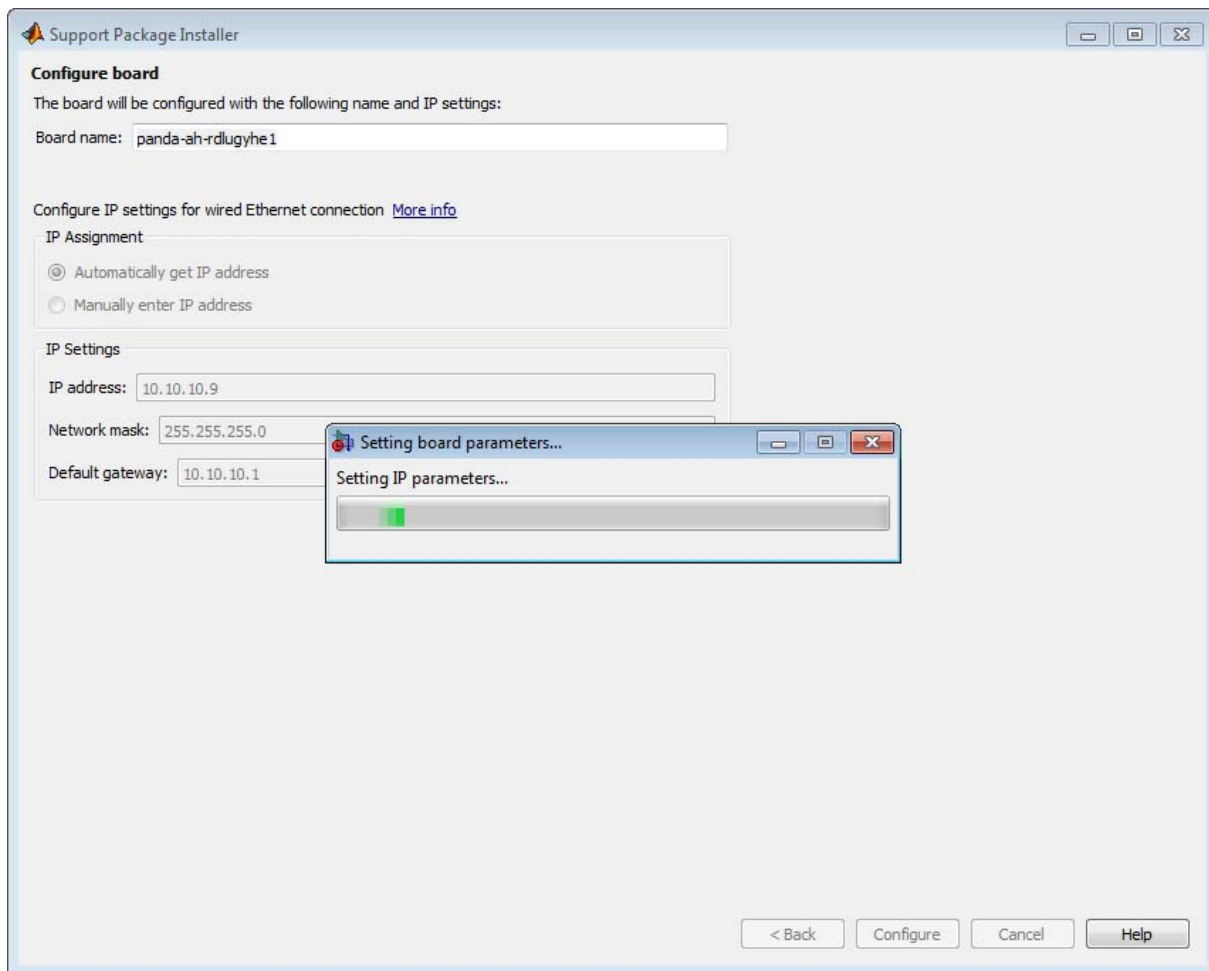 Support Package Installer
Configure board
The board will be configured with the following name and IP settings:
Board name: panda-ah-rdlugyhe1
Configure IP settings for wired Ethernet connection More info
IP Assignment
Automatically get IP address
Manually enter IP address
IP Settings
IP address: 10.10.10.9
Network mask: 255.255.255.0
Default gateway: 10.10.10.1
Setting board parameters...
Setting IP parameters...
< Back Configure Cancel Help